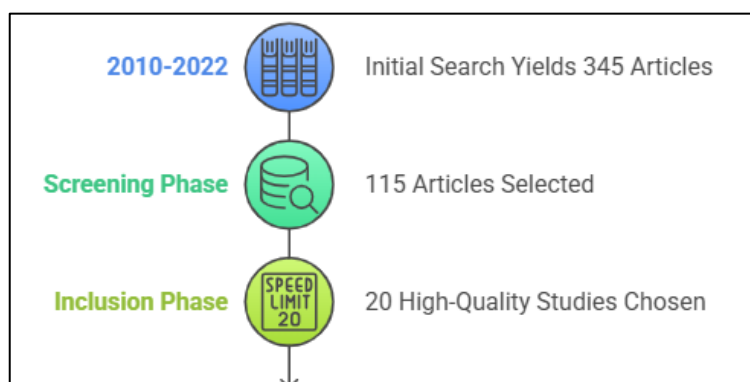 2010-2022
Initial Search Yields 345 Articles
Screening Phase
115 Articles Selected
Inclusion Phase
SPEED
LIMIT
20
20 High-Quality Studies Chosen